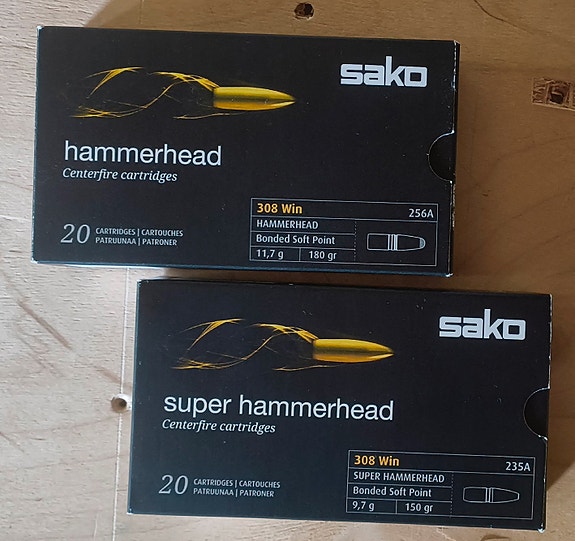 sako
hammerhead
Centerfire cartridges
308 Win 256A
HAMMERHEAD
Bonded Soft Point
11,7 g 180 gr
20 CARTRIDGES | CARTOUCHES
PATRUUNAA | PATRONER
sako
super hammerhead
Centerfire cartridges
308 Win 235A
SUPER HAMMERHEAD
Bonded Soft Point
9,7 g 150 gr
20 CARTRIDGES | CARTOUCHES
PATRUUNAA | PATRONER